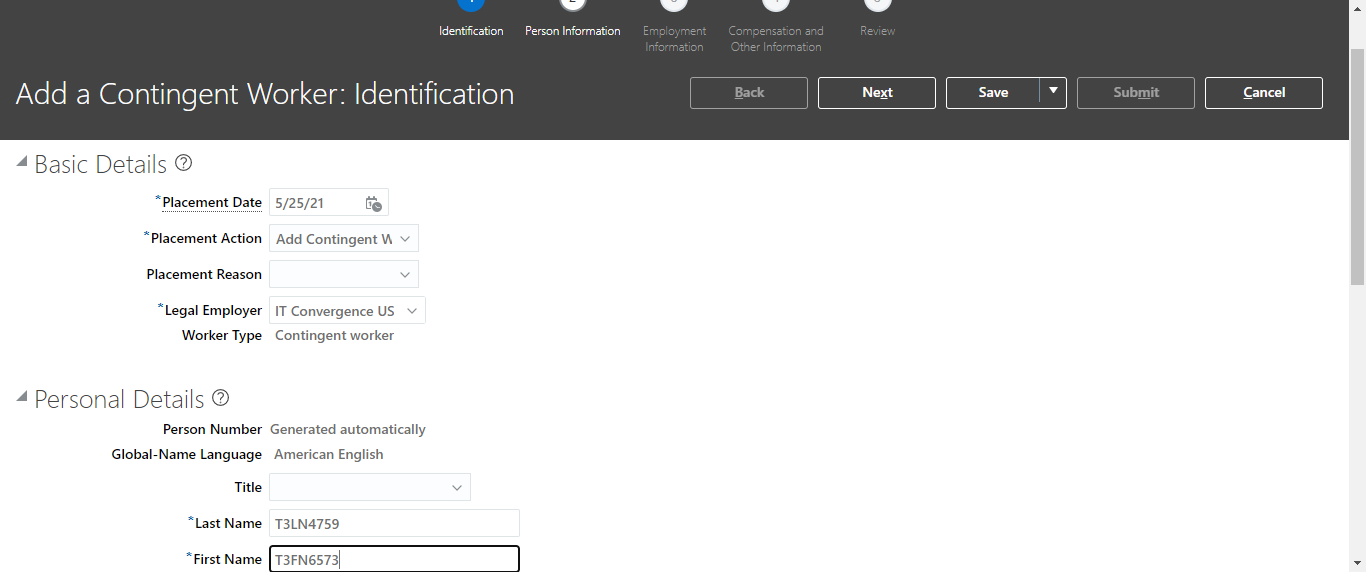 Identification
Person Information
Employment
Information
Compensation and
Other Information
Review
Add a Contingent Worker: Identification
Back
Next
Save
Submit
Cancel
Basic Details
*Placement Date 5/25/21
*Placement Action Add Contingent W
Placement Reason
*Legal Employer IT Convergence US
Worker Type Contingent worker
Personal Details
Person Number Generated automatically
Global-Name Language American English
Title
*Last Name T3LN4759
*First Name T3FN6573